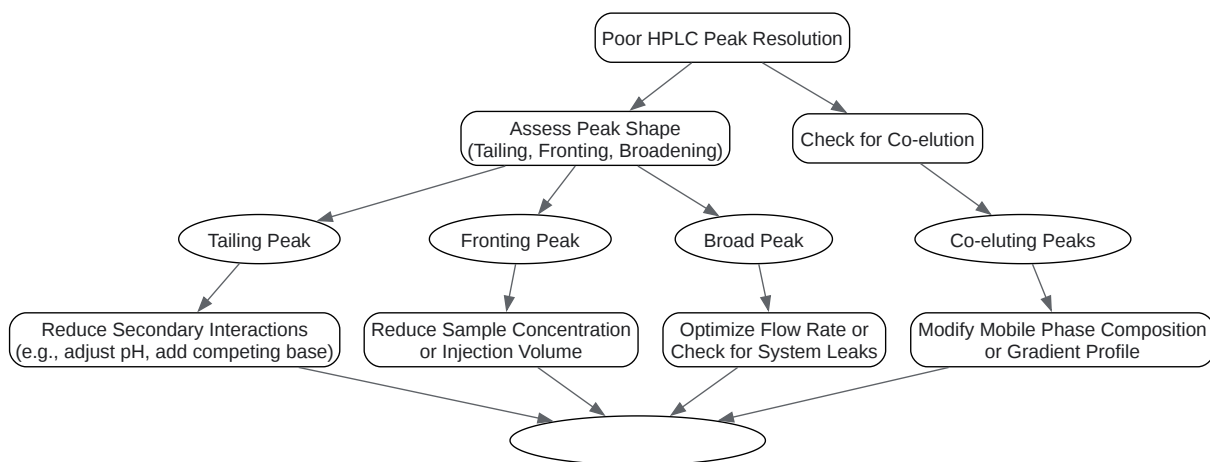 Poor HPLC Peak Resolution
Assess Peak Shape
(Tailing, Fronting, Broadening)
Check for Co-elution
Tailing Peak
Fronting Peak
Broad Peak
Co-eluting Peaks
Reduce Secondary Interactions
(e.g., adjust pH, add competing base)
Reduce Sample Concentration
or Injection Volume
Optimize Flow Rate or
Check for System Leaks
Modify Mobile Phase Composition
or Gradient Profile